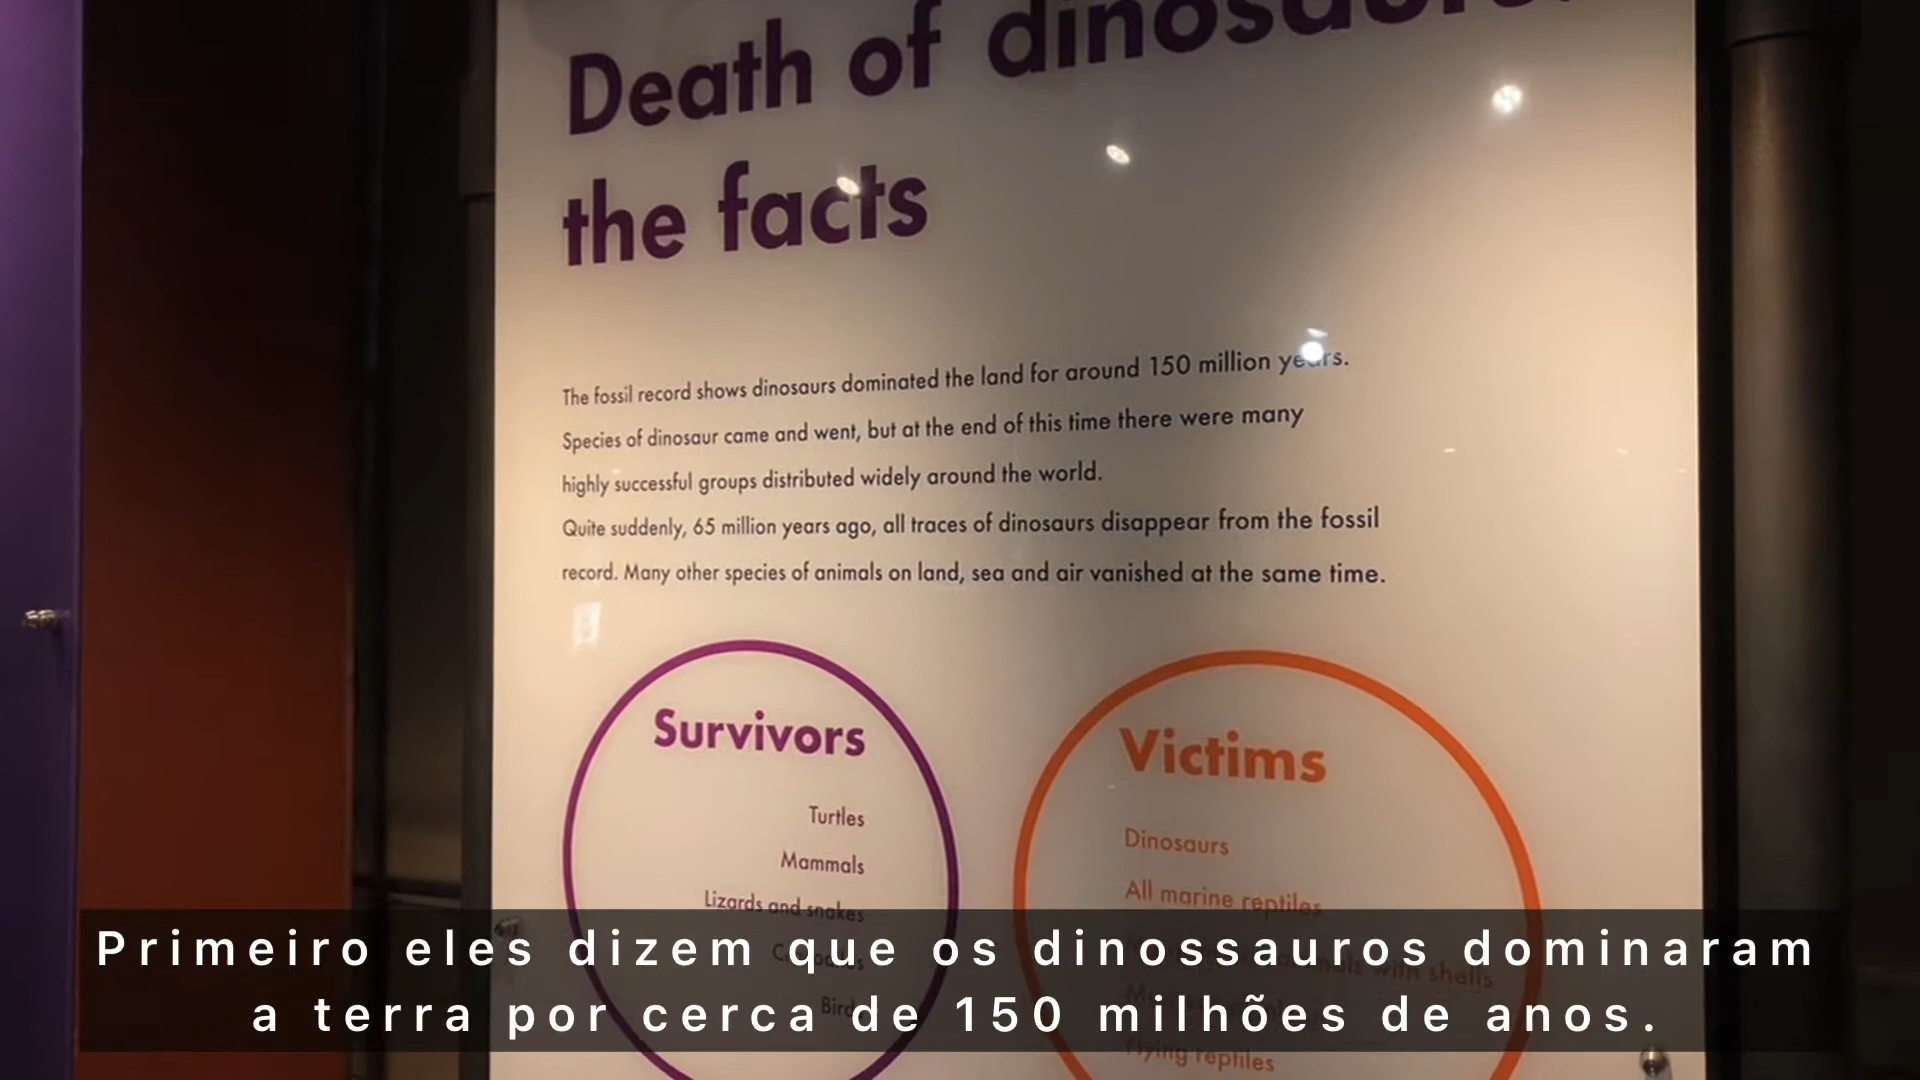 Death of dinosaurs:
the facts
The fossil record shows dinosaurs dominated the land for around 150 million years.
Species of dinosaur came and went, but at the end of this time there were many
highly successful groups distributed widely around the world.
Quite suddenly, 65 million years ago, all traces of dinosaurs disappear from the fossil
record. Many other species of animals on land, sea and air vanished at the same time.
Survivors
Turtles
Mammals
Lizards and snakes
Victims
Dinosaurs
All marine reptiles
with shells
Flying reptiles
Primeiro eles dizem que os dinossauros dominaram
a terra por cerca de 150 milhões de anos.